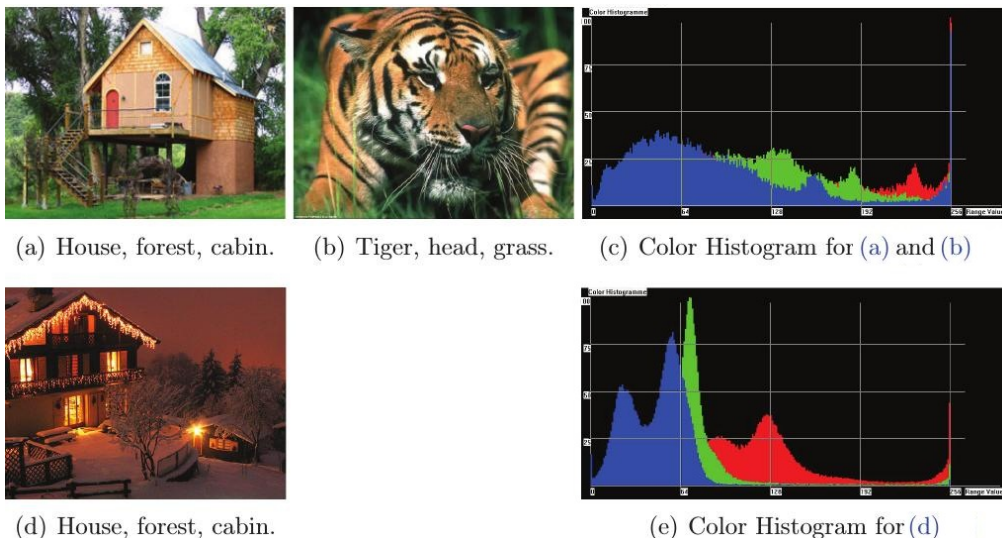 Color Histogramme
100
75
50
25
0 64 128 192 256 Range Value
(a) House, forest, cabin. (b) Tiger, head, grass. (c) Color Histogram for (a) and (b)
Color Histogramme
75
50
25
0 64 128 192 256 Range Value
(d) House, forest, cabin. (e) Color Histogram for (d)